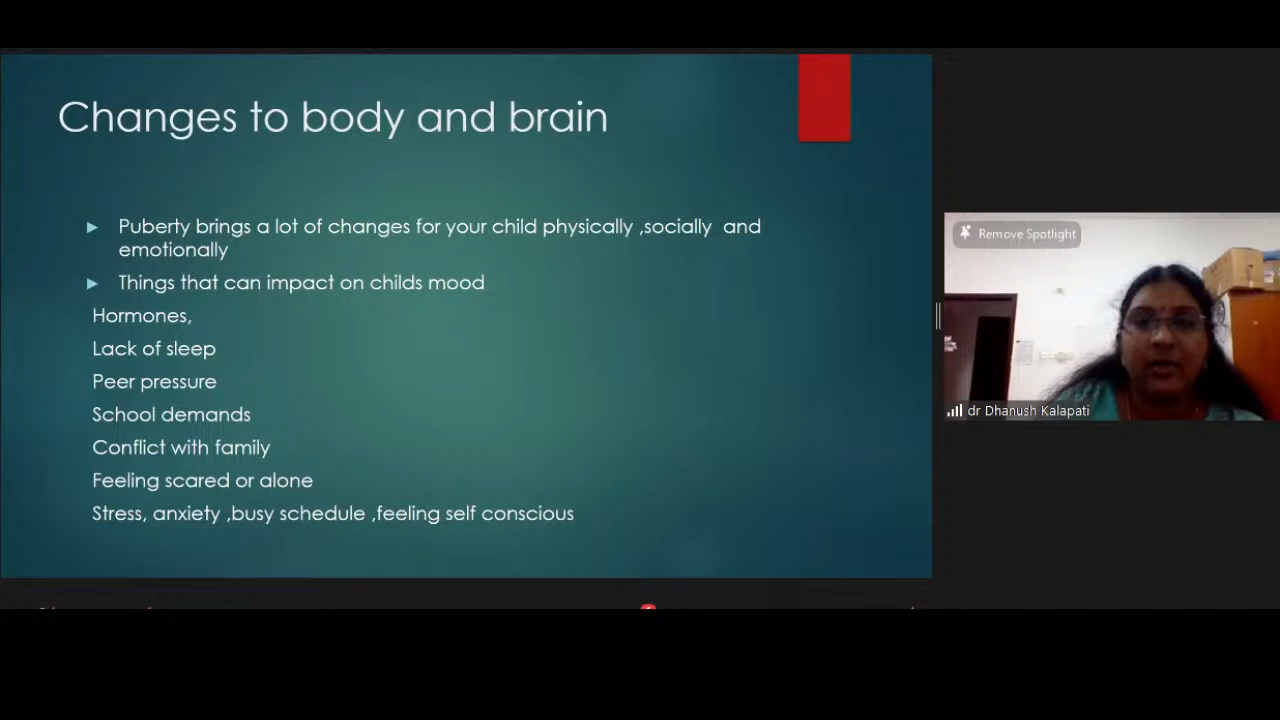 Changes to body and brain
Puberty brings a lot of changes for your child physically ,socially  and
emotionally
Things that can impact on childs mood
Hormones,
Lack of sleep
Peer pressure
School demands
Conflict with family
Feeling scared or alone
Stress, anxiety ,busy schedule ,feeling self conscious
Remove Spotlight
dr Dhanush Kalapati